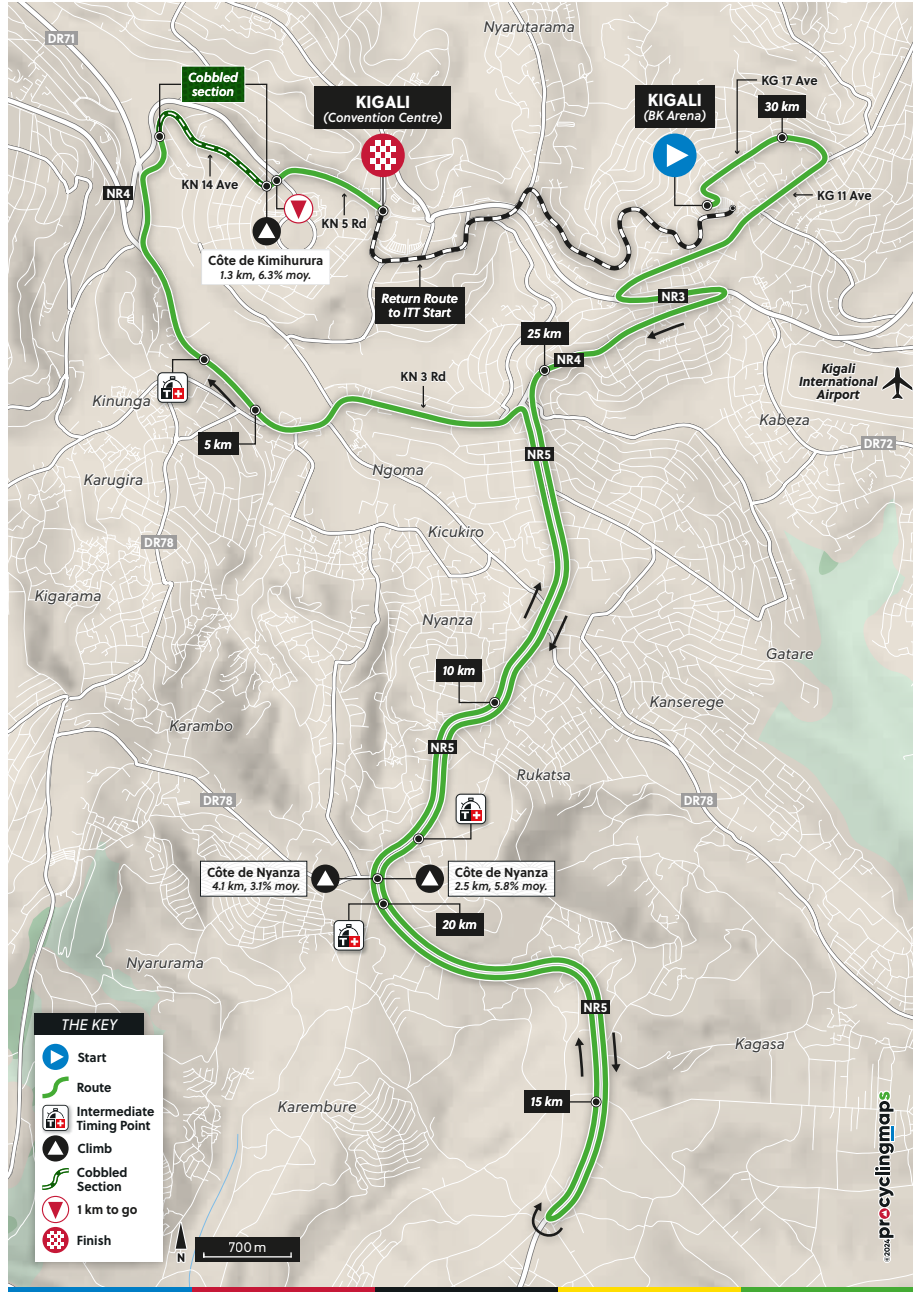 Nyarutarama
DR71
Cobbled
section
KIGALI
(Convention Centre)
KIGALI
(BK Arena)
KG 17 Ave
30 km
NR4
KN 14 Ave
KG 11 Ave
KN 5 Rd
Côte de Kimihurura
1.3 km, 6.3% moy.
Return Route
to ITT Start
NR3
25 km
NR4
Kigali
International
Airport
KN 3 Rd
T
Kinunga
Kabeza
5 km
DR72
NR5
Ngoma
Karugira
Kicukiro
DR78
Kigarama
Nyanza
Gatare
10 km
Kanserege
Karambo
NR5
Rukatsa
DR78
DR78
T
Côte de Nyanza
4.1 km, 3.1% moy.
Côte de Nyanza
2.5 km, 5.8% moy.
20 km
T
Nyarurama
NR5
THE KEY
Start
Route
T
Intermediate
Timing Point
Climb
Cobbled
Section
1 km to go
Finish
Kagasa
15 km
Karembure
N
700 m
©2024 procyclingmaps